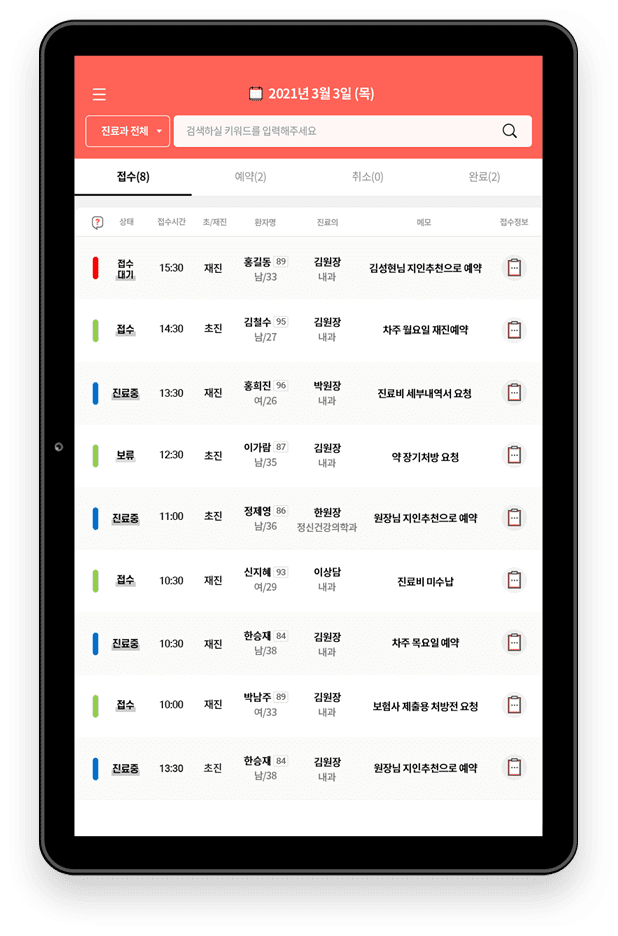 2021년 3월 3일 (목)
진료과 전체
검색하실 키워드를 입력해주세요
접수(8) 예약(2) 취소(0) 완료(2)
? 상태 접수시간 초/재진 환자명 진료의 메모 접수정보
접수
대기 15:30 재진 홍길동 89 남/33 김원장 내과 김성현님 지인추천으로 예약
접수 14:30 초진 김철수 95 남/27 김원장 내과 차주 월요일 재진예약
진료중 13:30 재진 홍희진 96 여/26 박원장 내과 진료비 세부내역서 요청
보류 12:30 초진 이가람 87 남/35 김원장 내과 약 장기처방 요청
진료중 11:00 초진 정제영 86 남/36 한원장 정신건강의학과 원장님 지인추천으로 예약
접수 10:30 재진 신지혜 93 여/29 이상담 내과 진료비 미수납
진료중 10:30 재진 한승재 84 남/38 김원장 내과 차주 목요일 예약
접수 10:00 재진 박남주 89 여/33 김원장 내과 보험사 제출용 처방전 요청
진료중 13:30 초진 한승재 84 남/38 김원장 내과 원장님 지인추천으로 예약